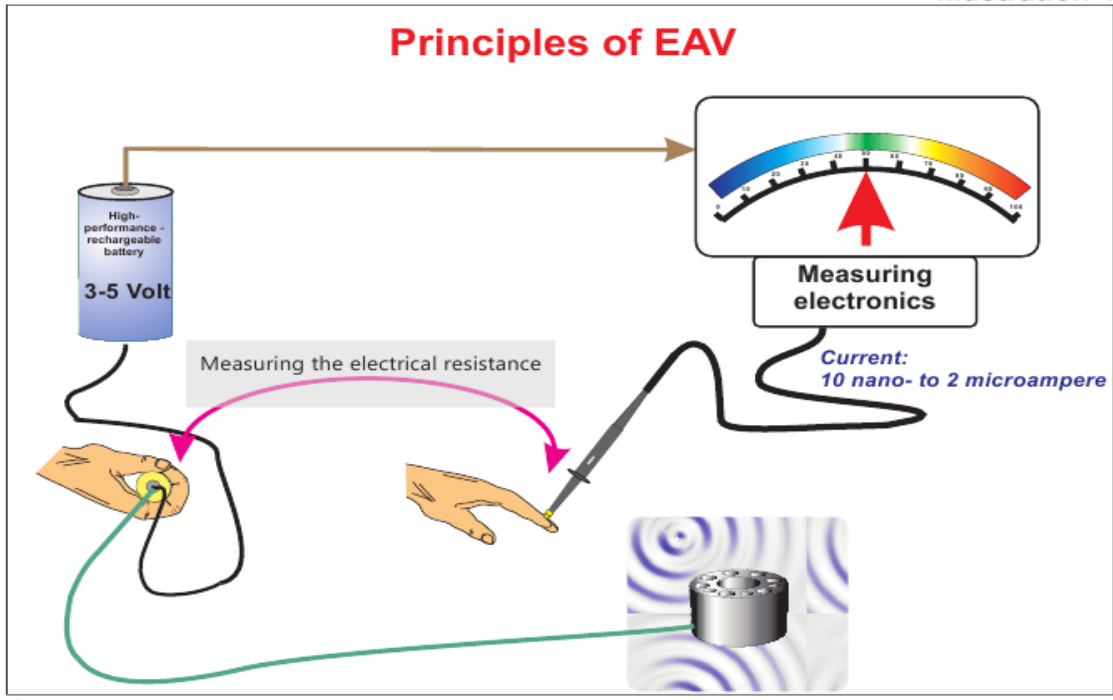 Principles of EAV
0 10 20 30 40 50 60 70 80 90 100
High-
performance -
rechargeable
battery
3-5 Volt
Measuring
electronics
Measuring the electrical resistance
Current:
10 nano- to 2 microampere